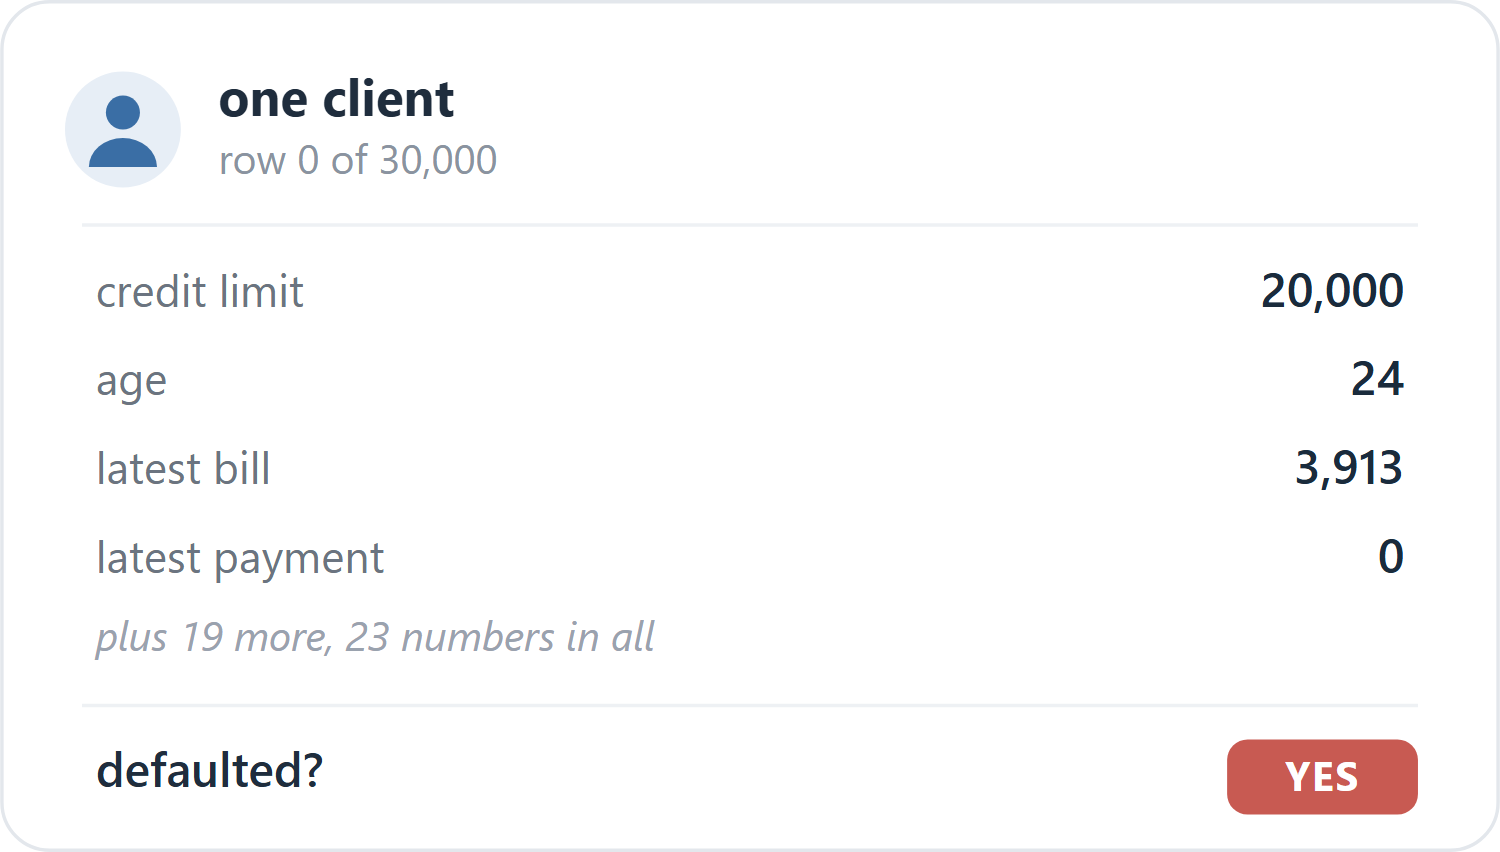 one client
row 0 of 30,000
credit limit 20,000
age 24
latest bill 3,913
latest payment 0
plus 19 more, 23 numbers in all
defaulted? YES